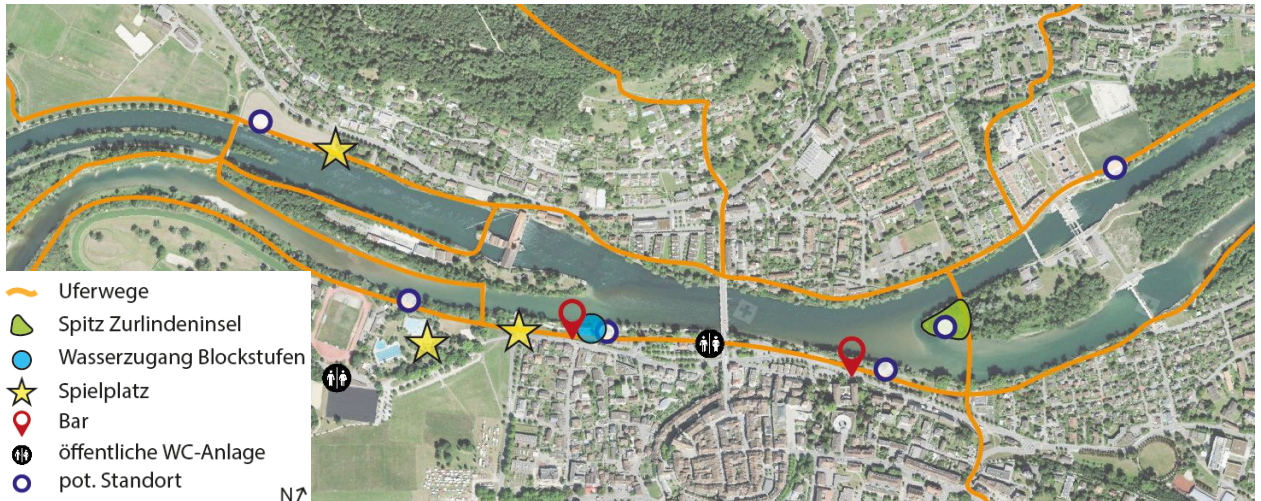 Uferwege
Spitz Zurlindeninsel
Wasserzugang Blockstufen
Spielplatz
Bar
öffentliche WC-Anlage
pot. Standort
N